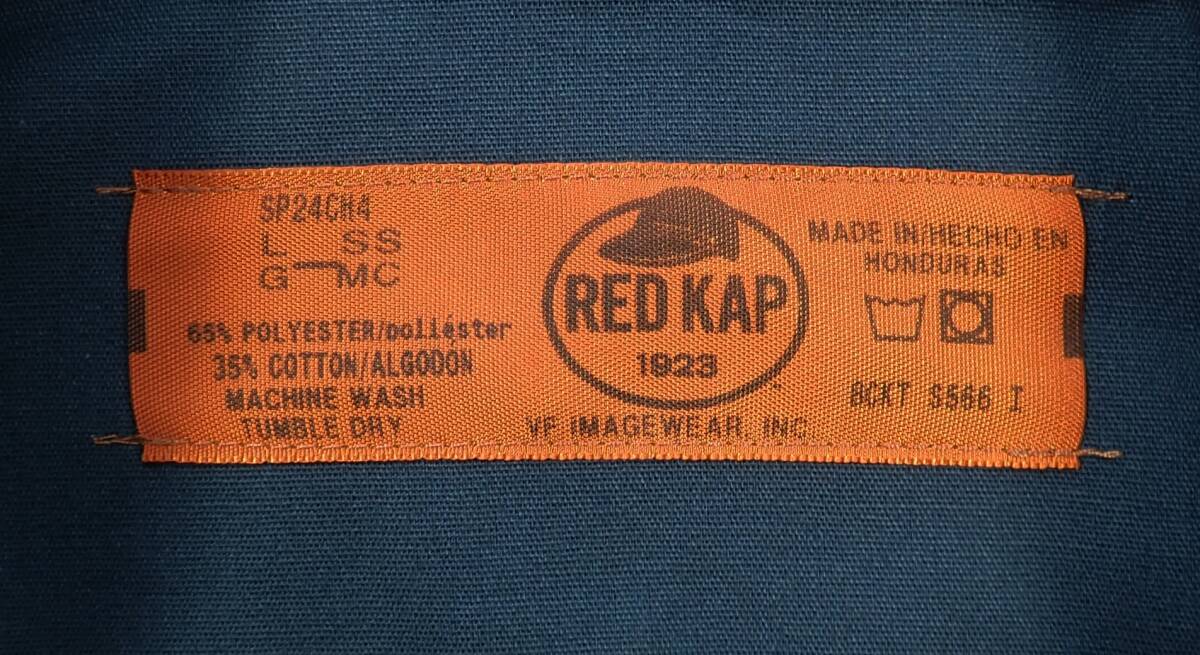 SP24CH4
L SS
G MC
65% POLYESTER/poliéster
35% COTTON/ALGODON
MACHINE WASH
TUMBLE DRY
RED KAP
1923
VF IMAGEWEAR, INC
MADE IN/HECHO EN
HONDURAS
BCKT S566 I